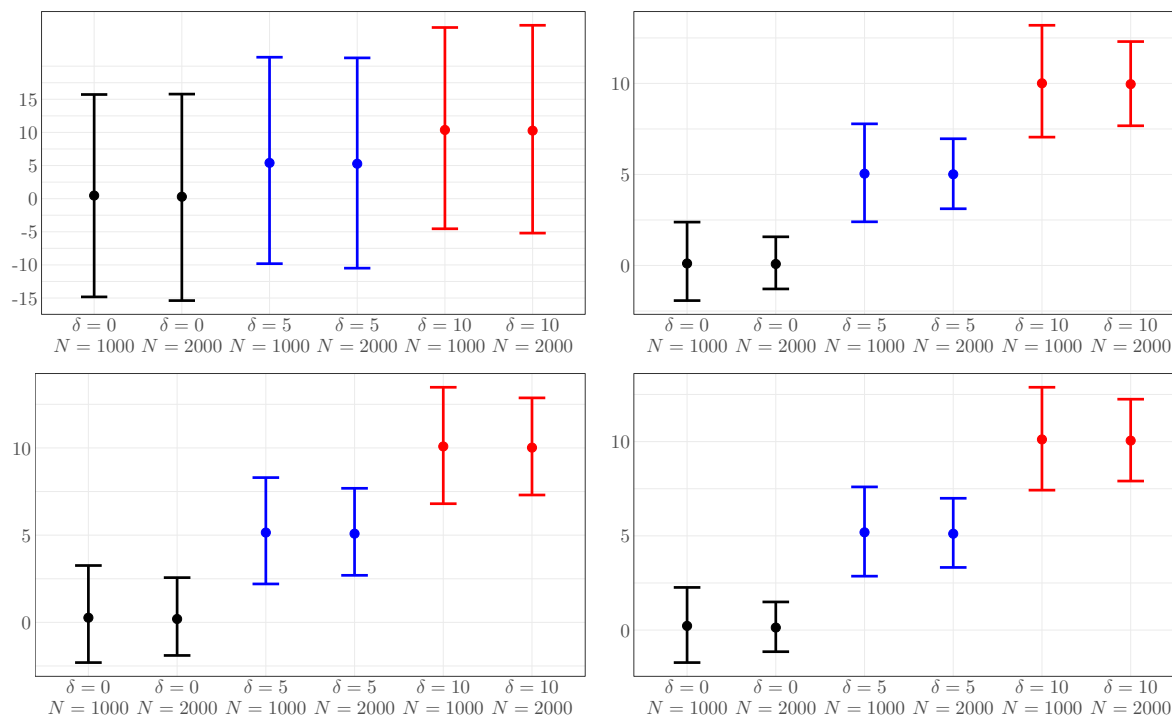 15
10
5
0
-5
-10
-15
δ = 0 δ = 0 δ = 5 δ = 5 δ = 10 δ = 10
N = 1000 N = 2000 N = 1000 N = 2000 N = 1000 N = 2000
10
5
0
δ = 0 δ = 0 δ = 5 δ = 5 δ = 10 δ = 10
N = 1000 N = 2000 N = 1000 N = 2000 N = 1000 N = 2000
10
5
0
δ = 0 δ = 0 δ = 5 δ = 5 δ = 10 δ = 10
N = 1000 N = 2000 N = 1000 N = 2000 N = 1000 N = 2000
10
5
0
δ = 0 δ = 0 δ = 5 δ = 5 δ = 10 δ = 10
N = 1000 N = 2000 N = 1000 N = 2000 N = 1000 N = 2000